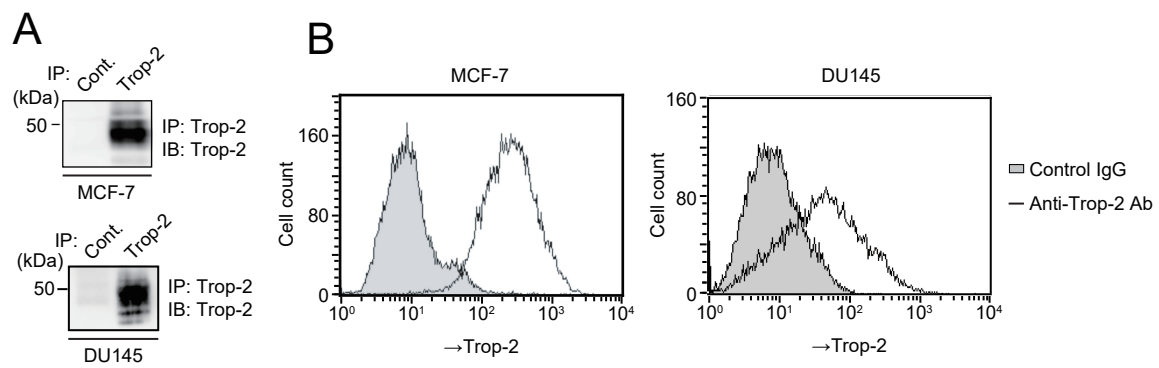 A
IP: Cont. Trop-2
(kDa)
50
IP: Trop-2
IB: Trop-2
MCF-7
IP: Cont. Trop-2
(kDa)
50
IP: Trop-2
IB: Trop-2
DU145
B
MCF-7
Cell count
160
80
0
10⁰ 10¹ 10² 10³ 10⁴
→Trop-2
DU145
Cell count
160
80
0
10⁰ 10¹ 10² 10³ 10⁴
→Trop-2
Control IgG
Anti-Trop-2 Ab